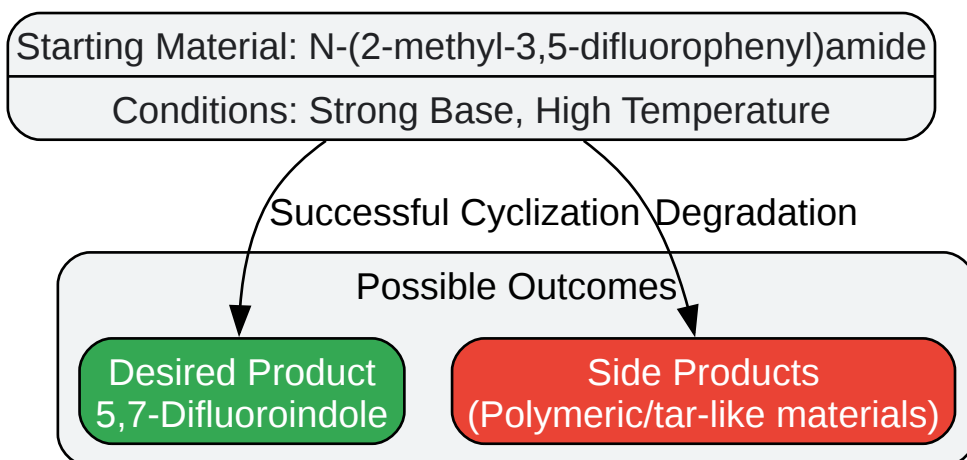 Starting Material: N-(2-methyl-3,5-difluorophenyl)amide
Conditions: Strong Base, High Temperature
Successful Cyclization
Degradation
Possible Outcomes
Desired Product
5,7-Difluoroindole
Side Products
(Polymeric/tar-like materials)